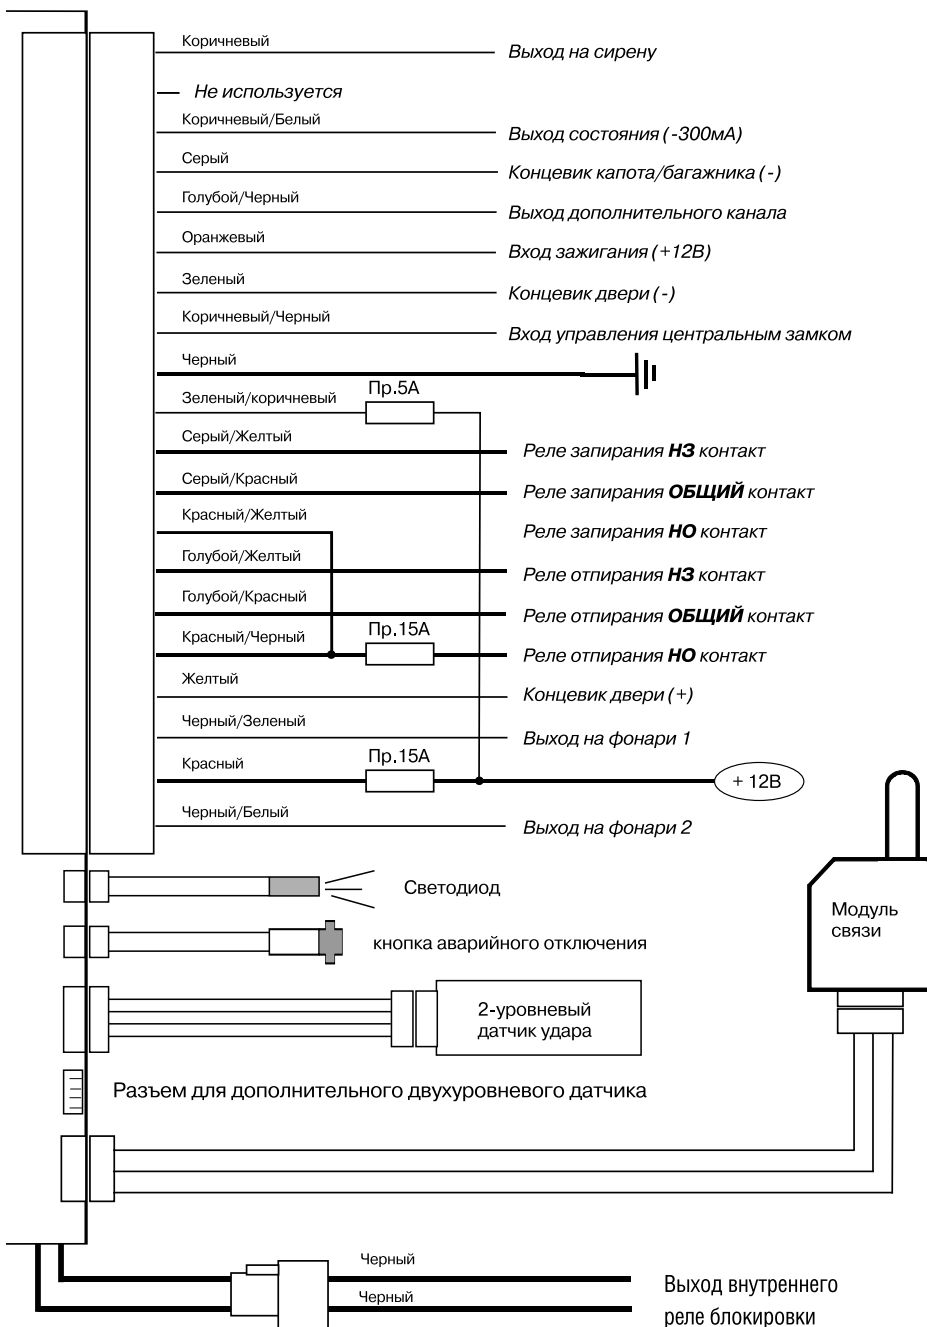 Коричневый
Выход на сирену
Не используется
Коричневый/Белый
Выход состояния (-300мА)
Серый
Концевик капота/багажника (-)
Голубой/Черный
Выход дополнительного канала
Оранжевый
Вход зажигания (+12В)
Зеленый
Концевик двери (-)
Коричневый/Черный
Вход управления центральным замком
Черный
Зеленый/коричневый
Пр.5А
Серый/Желтый
Реле запирания НЗ контакт
Серый/Красный
Реле запирания ОБЩИЙ контакт
Красный/Желтый
Реле запирания НО контакт
Голубой/Желтый
Реле отпирания НЗ контакт
Голубой/Красный
Реле отпирания ОБЩИЙ контакт
Красный/Черный
Пр.15А
Реле отпирания НО контакт
Желтый
Концевик двери (+)
Черный/Зеленый
Выход на фонари 1
Красный
Пр.15А
+ 12В
Черный/Белый
Выход на фонари 2
Светодиод
Модуль
связи
кнопка аварийного отключения
2-уровневый
датчик удара
Разъем для дополнительного двухуровневого датчика
Черный
Черный
Выход внутреннего
реле блокировки